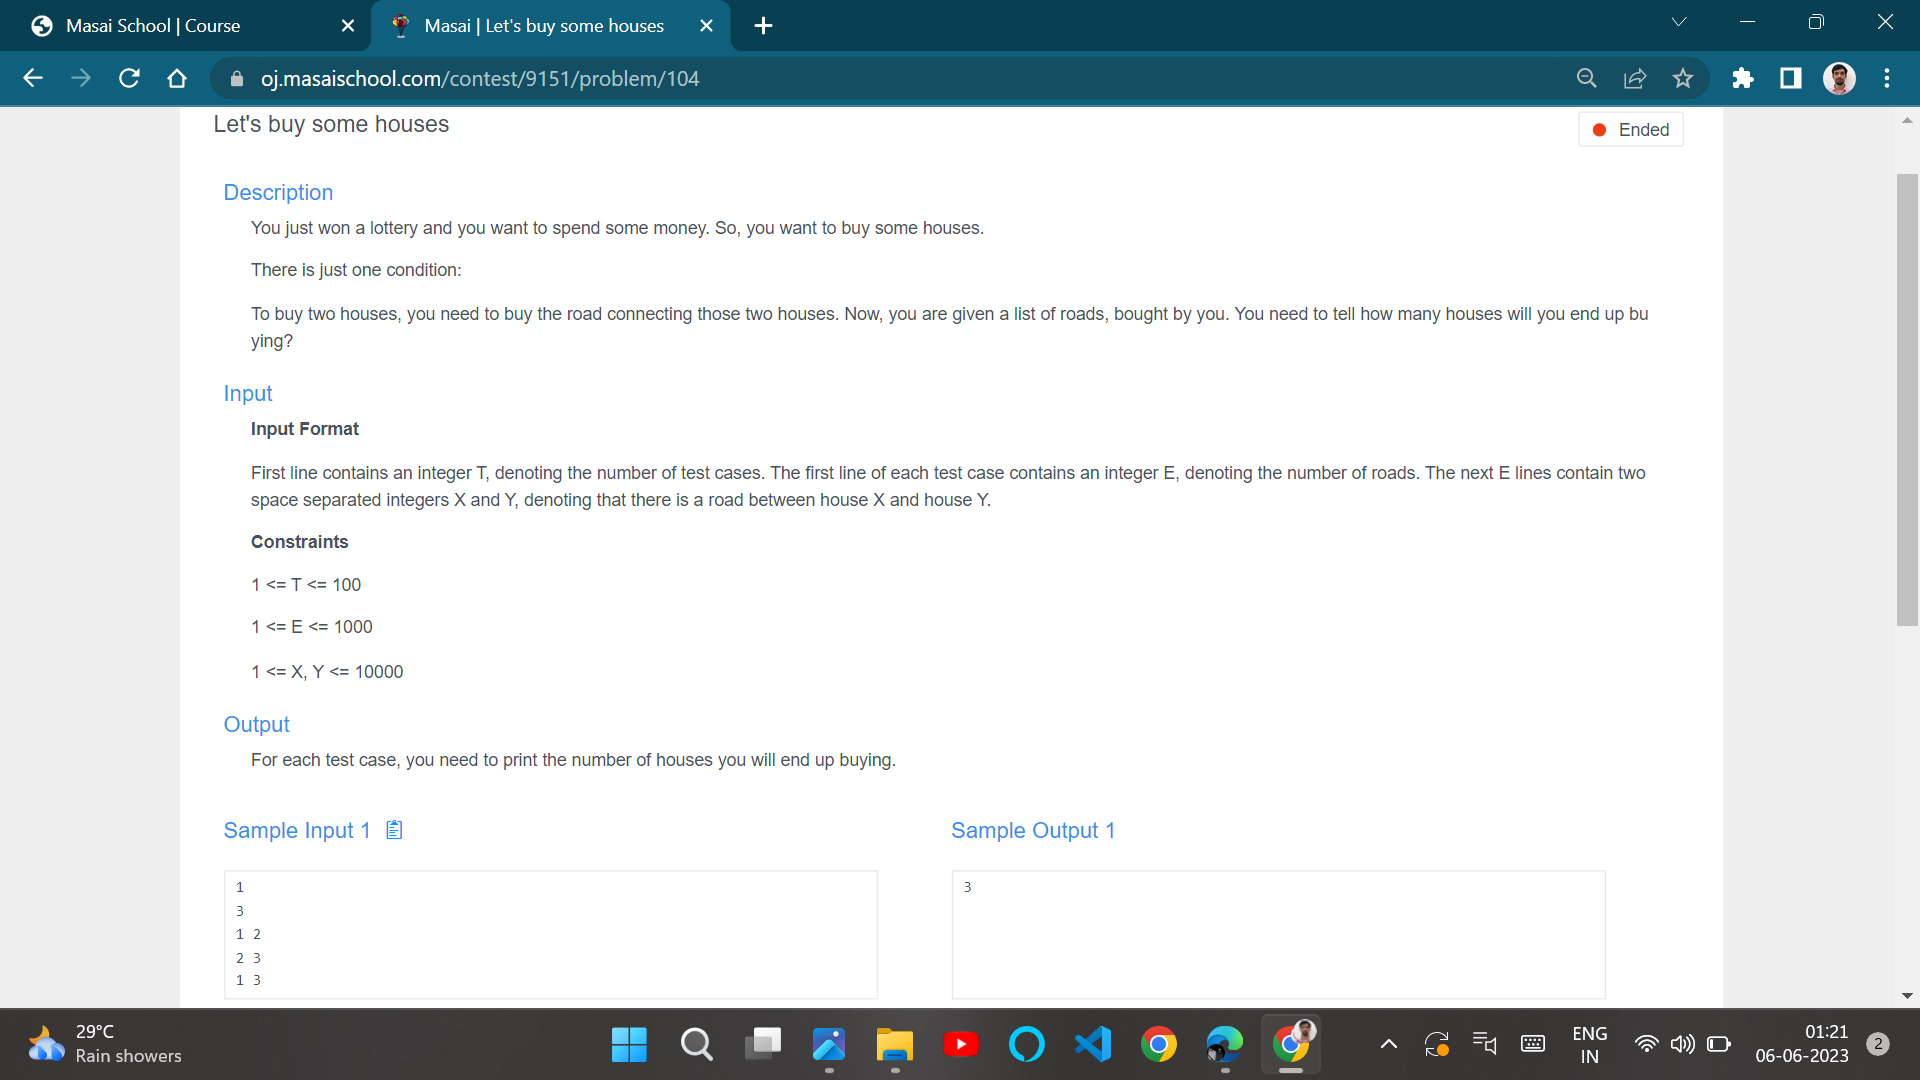 Masai School | Course
Masai | Let's buy some houses
oj.masaischool.com/contest/9151/problem/104
Let's buy some houses
Ended
Description
You just won a lottery and you want to spend some money. So, you want to buy some houses.
There is just one condition:
To buy two houses, you need to buy the road connecting those two houses. Now, you are given a list of roads, bought by you. You need to tell how many houses will you end up bu
ying?
Input
Input Format
First line contains an integer T, denoting the number of test cases. The first line of each test case contains an integer E, denoting the number of roads. The next E lines contain two
space separated integers X and Y, denoting that there is a road between house X and house Y.
Constraints
1 <= T <= 100
1 <= E <= 1000
1 <= X, Y <= 10000
Output
For each test case, you need to print the number of houses you will end up buying.
Sample Input 1
Sample Output 1
1
3
1 2
2 3
1 3
3
29°C
Rain showers
ENG
IN
01:21
06-06-2023
2